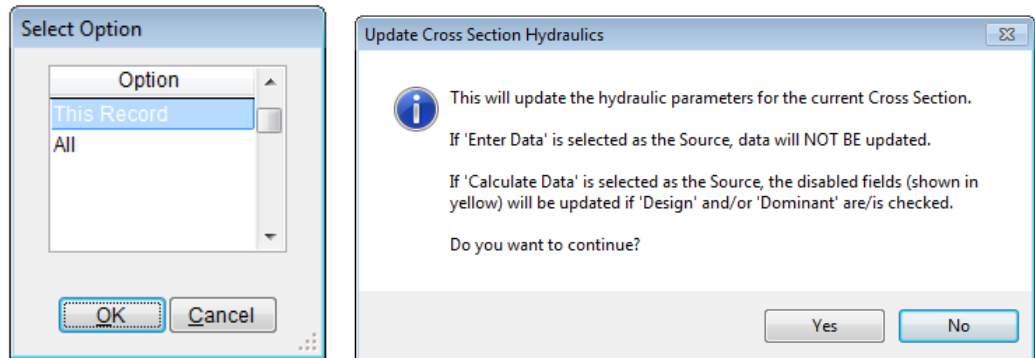 Select Option
Option
This Record
All
OK
Cancel
Update Cross Section Hydraulics
This will update the hydraulic parameters for the current Cross Section.
If 'Enter Data' is selected as the Source, data will NOT BE updated.
If 'Calculate Data' is selected as the Source, the disabled fields (shown in
yellow) will be updated if 'Design' and/or 'Dominant' are/is checked.
Do you want to continue?
Yes
No